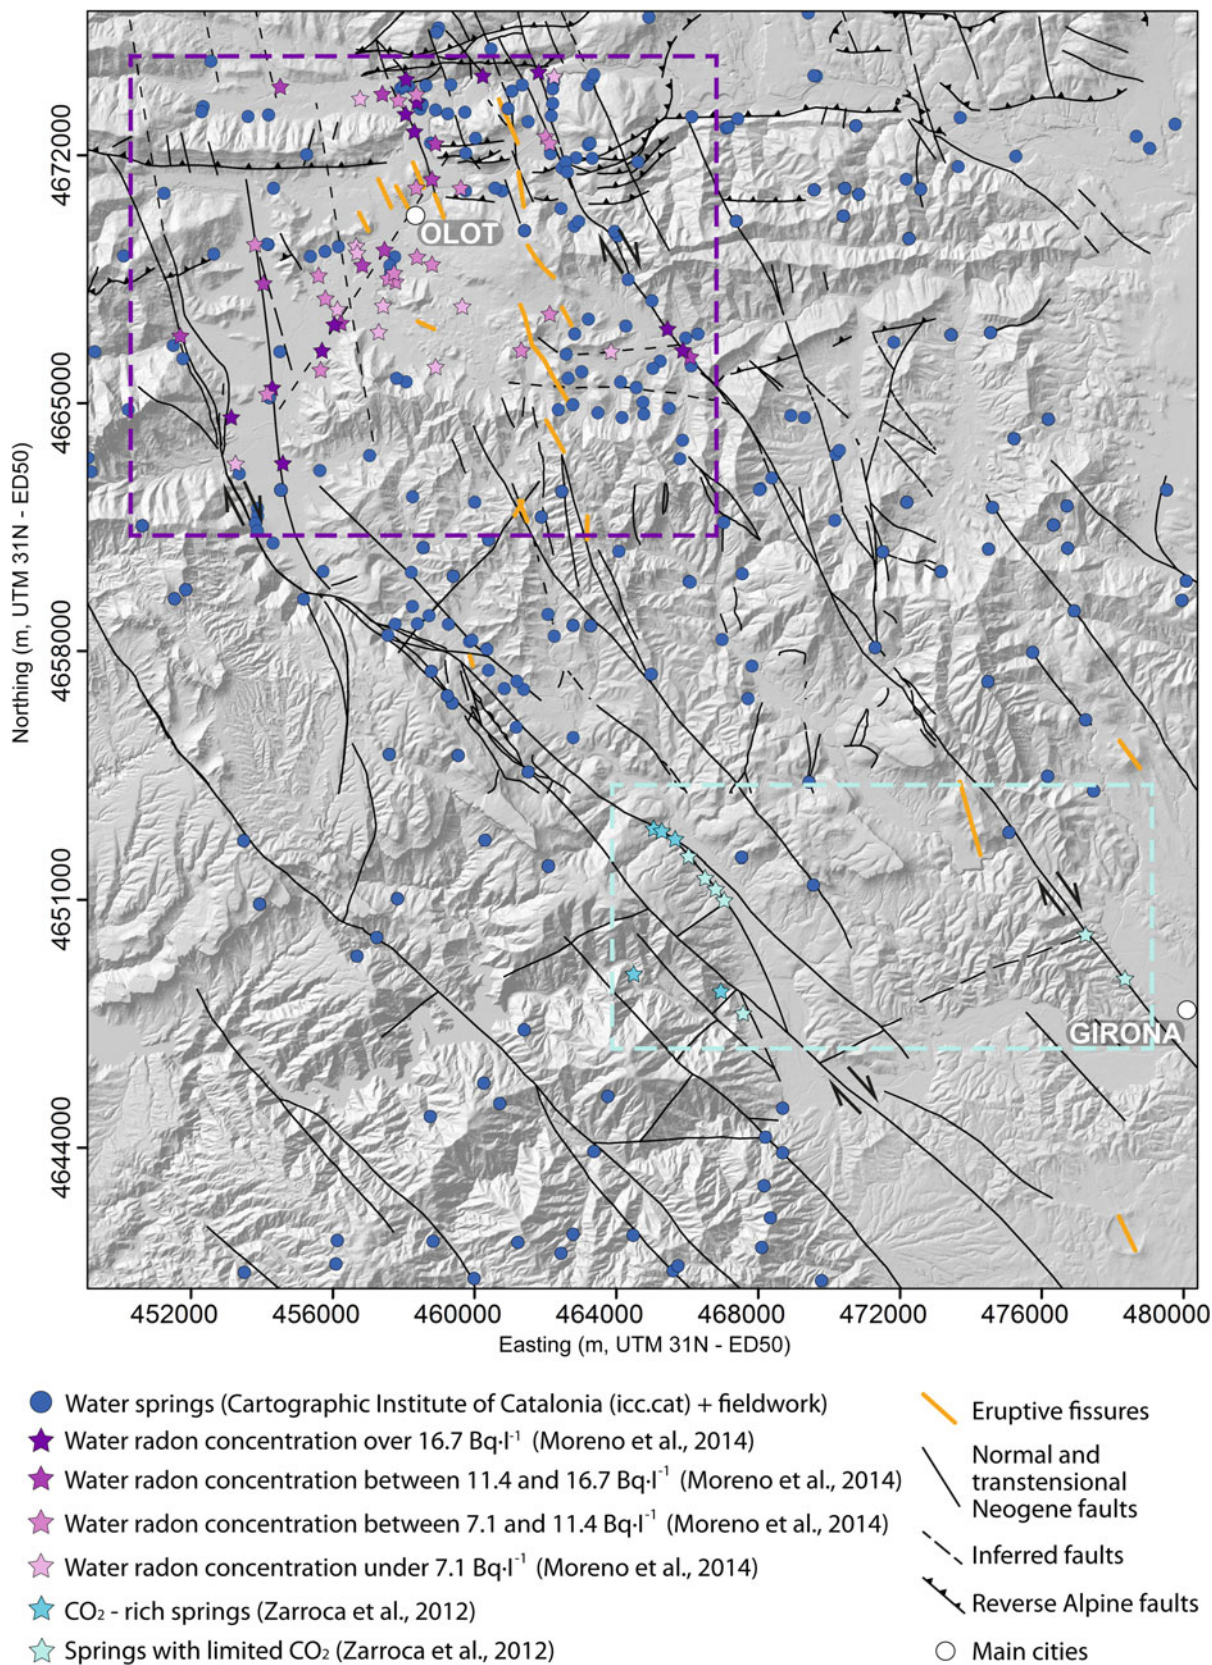 OLOT
GIRONA
4672000
4665000
4658000
4651000
4644000
Northing (m, UTM 31N - ED50)
452000 456000 460000 464000 468000 472000 476000 480000
Easting (m, UTM 31N - ED50)
Water springs (Cartographic Institute of Catalonia (icc.cat) + fieldwork)
Water radon concentration over 16.7 Bq·l⁻¹ (Moreno et al., 2014)
Water radon concentration between 11.4 and 16.7 Bq·l⁻¹ (Moreno et al., 2014)
Water radon concentration between 7.1 and 11.4 Bq·l⁻¹ (Moreno et al., 2014)
Water radon concentration under 7.1 Bq·l⁻¹ (Moreno et al., 2014)
CO₂ - rich springs (Zarroca et al., 2012)
Springs with limited CO₂ (Zarroca et al., 2012)
Eruptive fissures
Normal and
transtensional
Neogene faults
Inferred faults
Reverse Alpine faults
Main cities